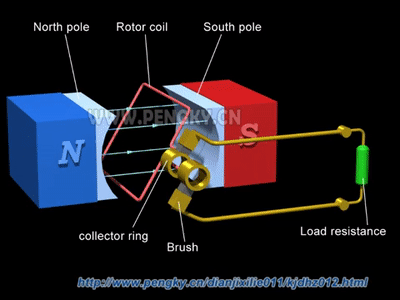 North pole
Rotor coil
South pole
WWW.PENGKY.CN
N
S
collector ring
Brush
Load resistance
http://www.pengky.cn/dianjixilie011/kjdhz012.html